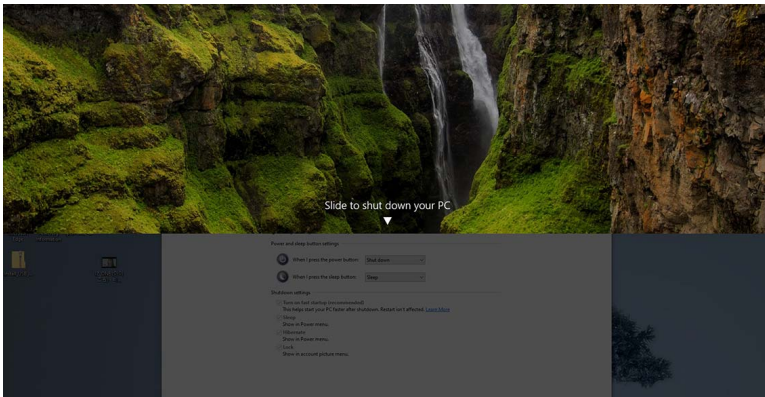 Slide to shut down your PC
Power and sleep button settings
When I press the power button:
Shut down
When I press the sleep button:
Sleep
Shutdown settings
Turn on fast startup (recommended)
This helps start your PC faster after shutdown. Restart isn't affected. Learn More
Sleep
Show in Power menu.
Hibernate
Show in Power menu.
Lock
Show in account picture menu.